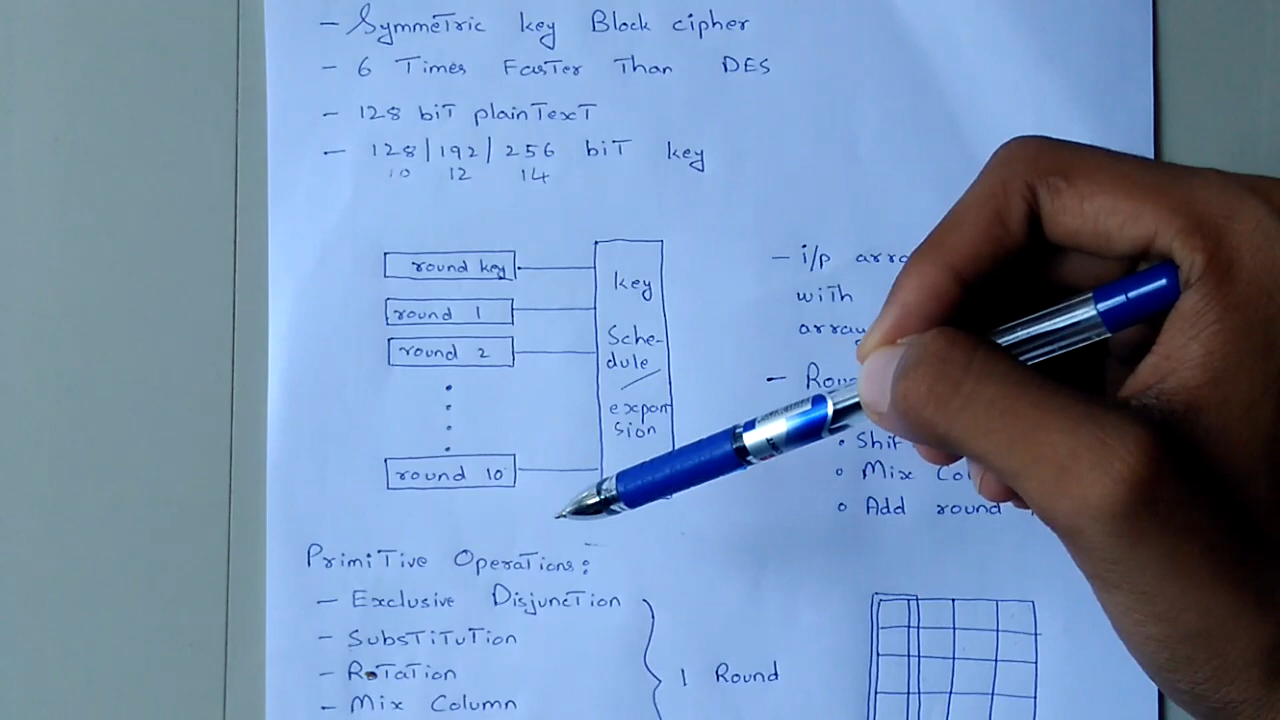 - Symmetric key Block cipher
- 6 Times Faster Than DES
- 128 biT plainTexT
- 128/192/256 biT key
10 12 14
round key
round 1
round 2
round 10
key
Sche-
dule
expan
sion
- i/p
with
- 
• Mix
• Add round
PrimiTive OperaTions:
- Exclusive DisjuncTion
- SubsTiTuTion
- RoTaTion
- Mix Column
1 Round